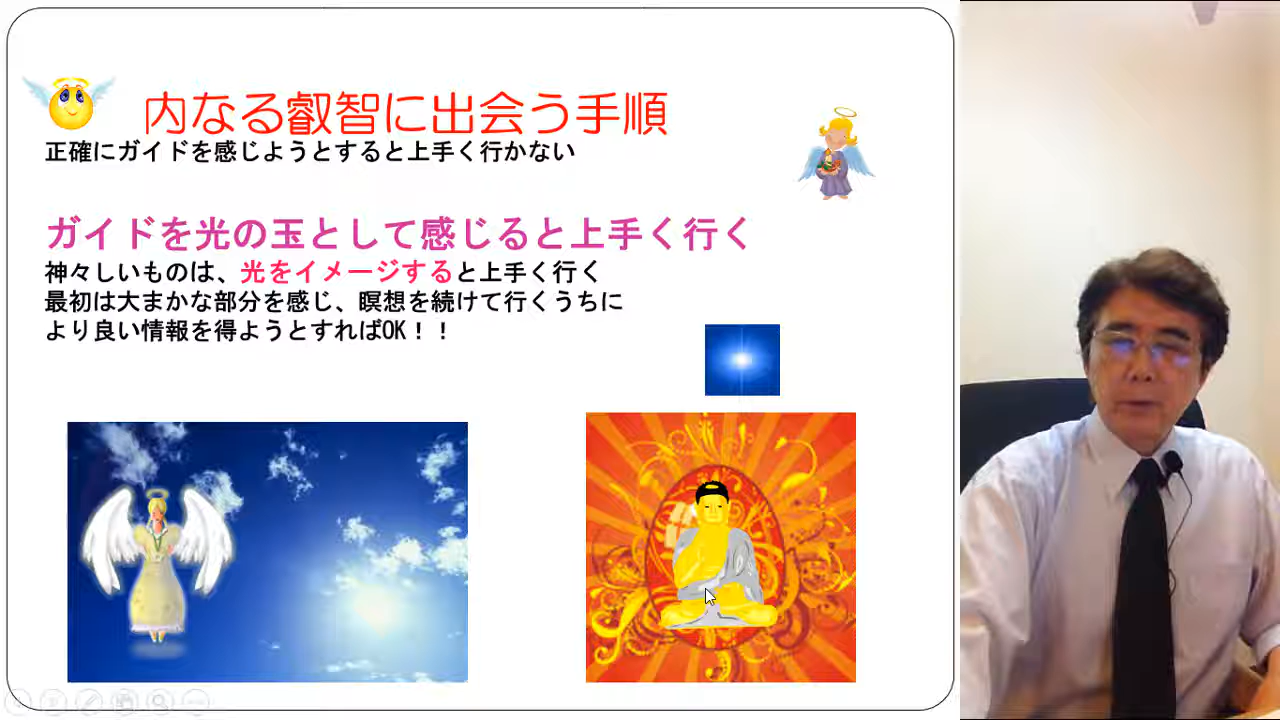 内なる叡智に出会う手順
正確にガイドを感じようとすると上手く行かない
ガイドを光の玉として感じると上手く行く
神々しいものは、光をイメージすると上手く行く
最初は大まかな部分を感じ、瞑想を続けて行くうちに
より良い情報を得ようとすればOK！！